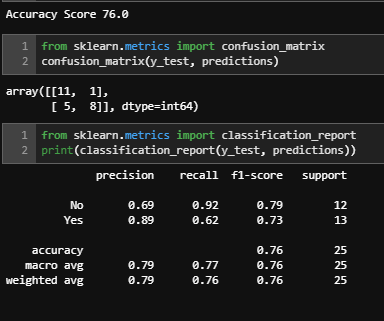 Accuracy Score 76.0
1 from sklearn.metrics import confusion_matrix
2 confusion_matrix(y_test, predictions)
array([[11,  1],
       [ 5,  8]], dtype=int64)
1 from sklearn.metrics import classification_report
2 print(classification_report(y_test, predictions))
precision recall f1-score support
No 0.69 0.92 0.79 12
Yes 0.89 0.62 0.73 13
accuracy 0.76 25
macro avg 0.79 0.77 0.76 25
weighted avg 0.79 0.76 0.76 25